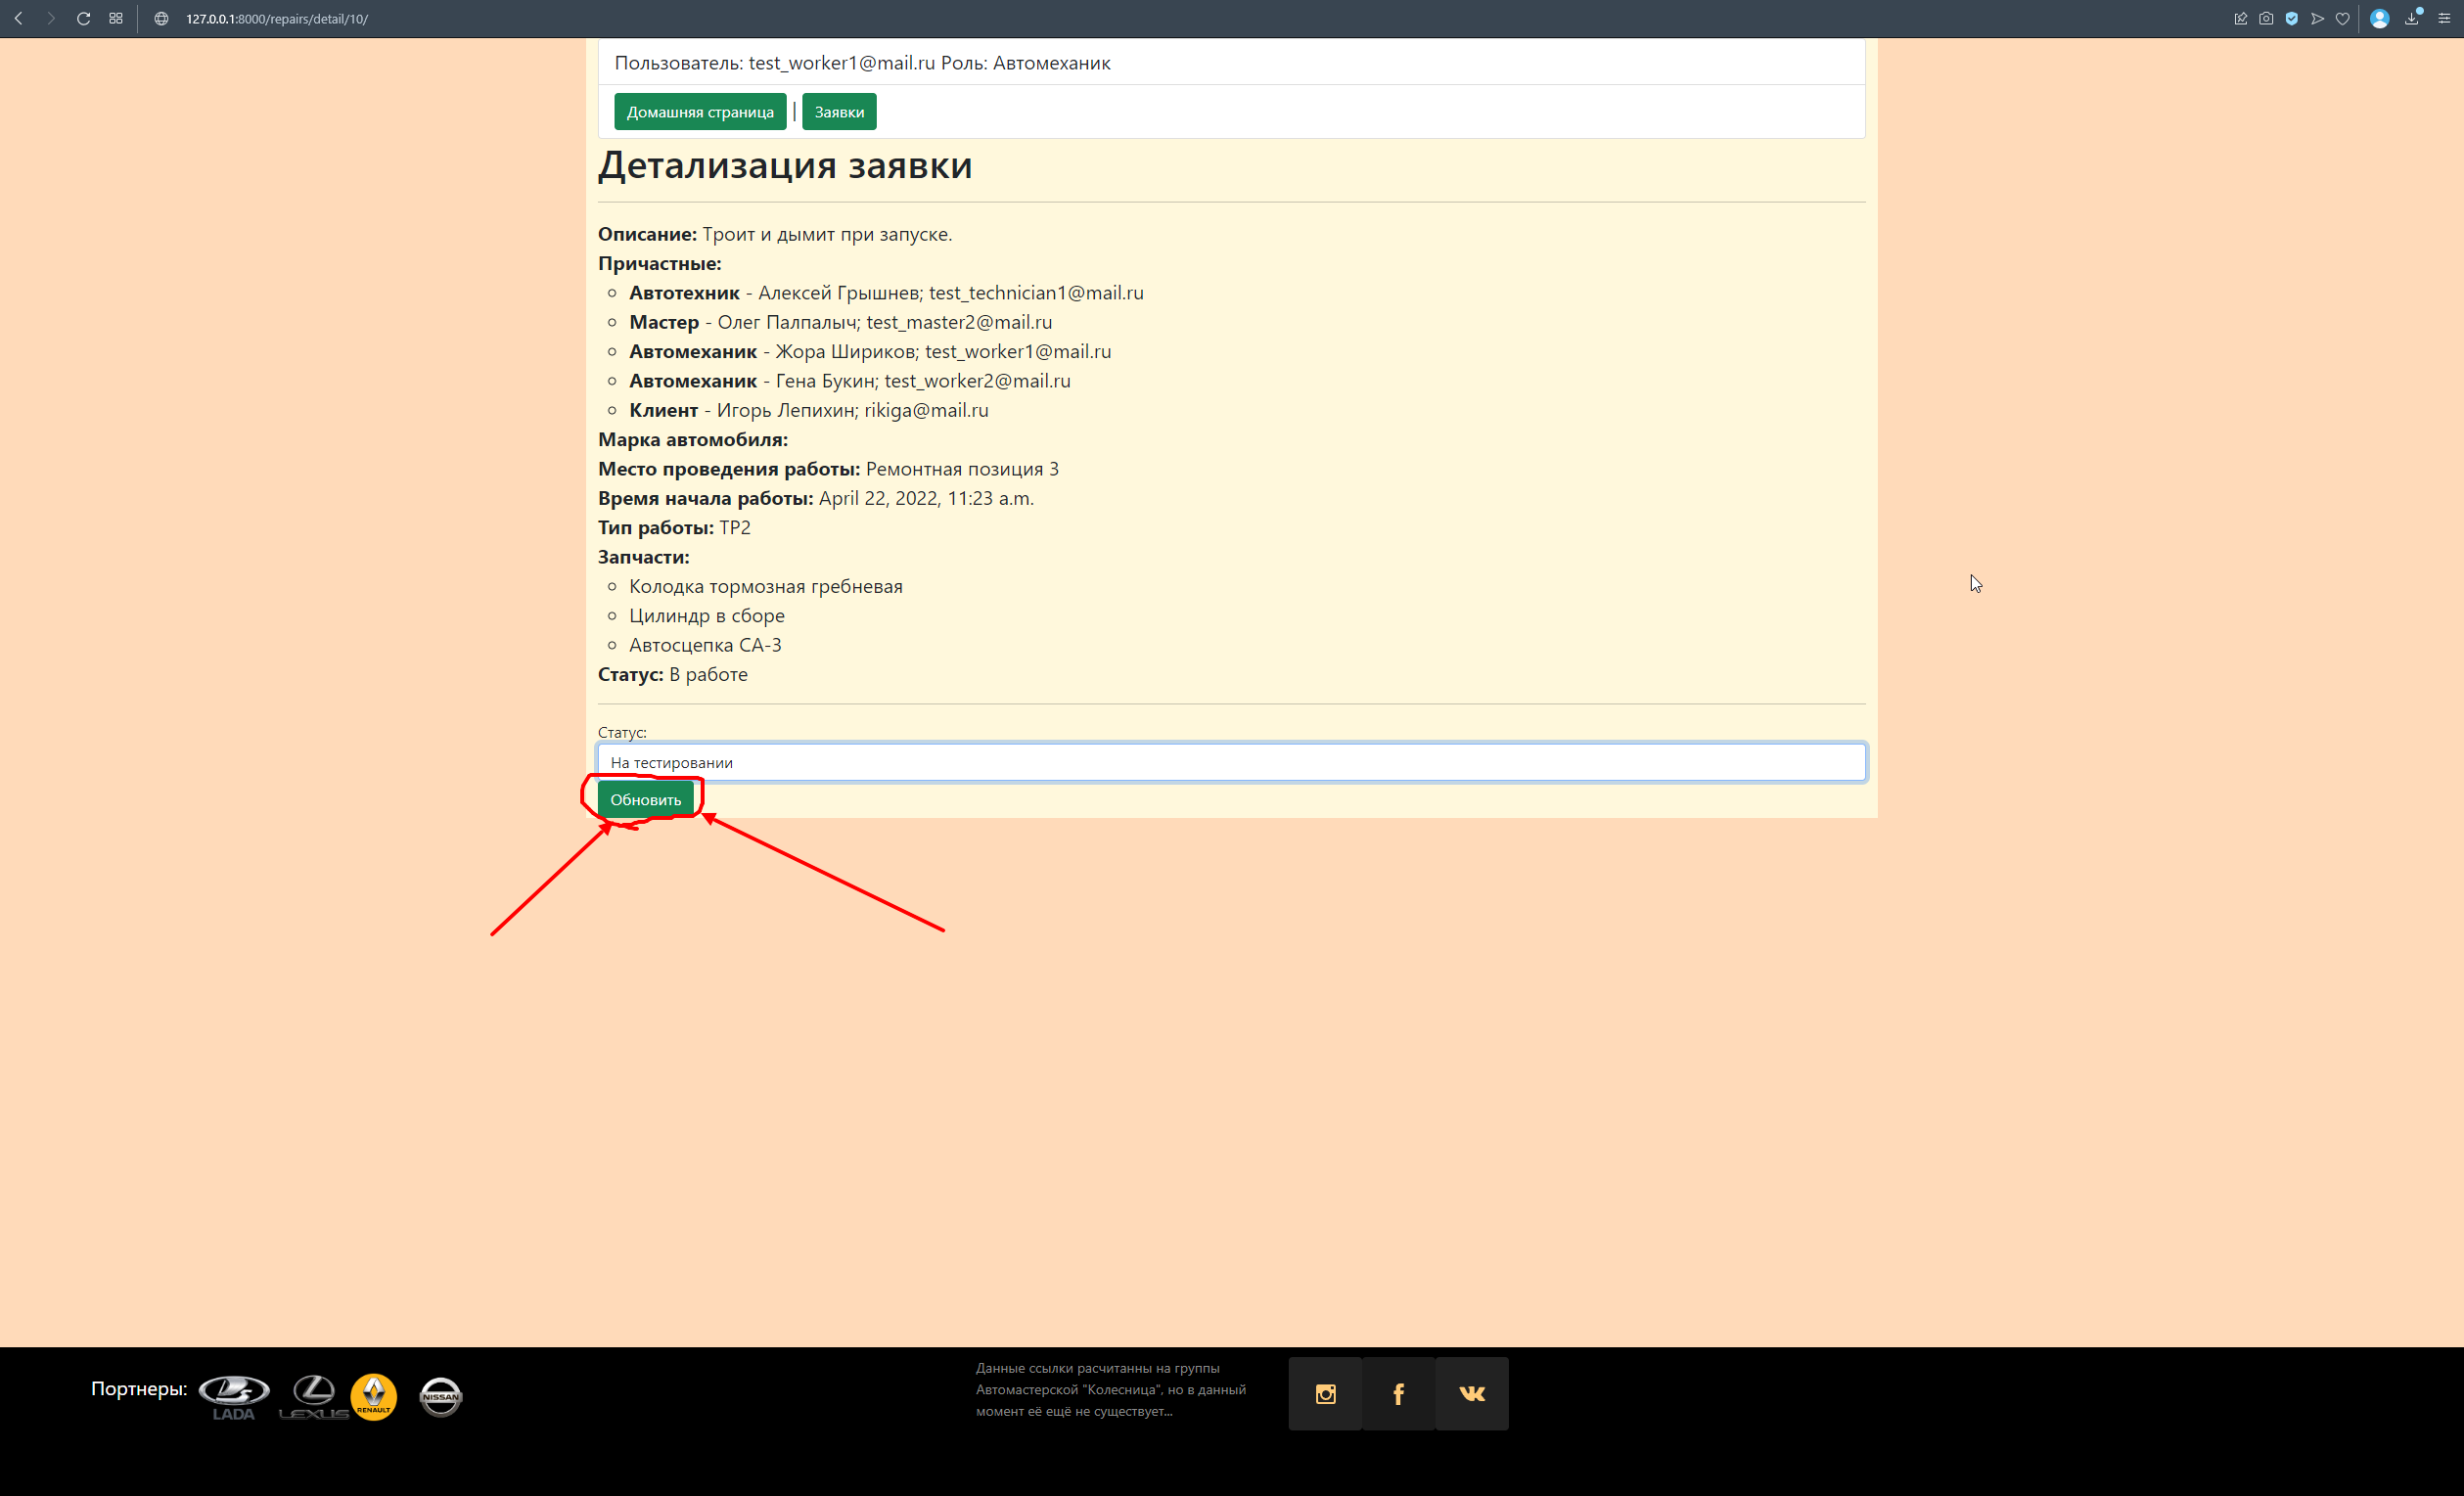 127.0.0.1:8000/repairs/detail/10/
Пользователь: test_worker1@mail.ru Роль: Автомеханик
Домашняя страница | Заявки
Детализация заявки
Описание: Троит и дымит при запуске.
Причастные:
Автотехник - Алексей Грышнев; test_technician1@mail.ru
Мастер - Олег Палпалыч; test_master2@mail.ru
Автомеханик - Жора Шириков; test_worker1@mail.ru
Автомеханик - Гена Букин; test_worker2@mail.ru
Клиент - Игорь Лепихин; rikiga@mail.ru
Марка автомобиля:
Место проведения работы: Ремонтная позиция 3
Время начала работы: April 22, 2022, 11:23 a.m.
Тип работы: ТР2
Запчасти:
Колодка тормозная гребневая
Цилиндр в сборе
Автосцепка СА-3
Статус: В работе
Статус:
На тестировании
Обновить
Партнеры:
LADA
LEXUS
RENAULT
NISSAN
Данные ссылки расчитанны на группы
Автомастерской "Колесница", но в данный
момент её ещё не существует...